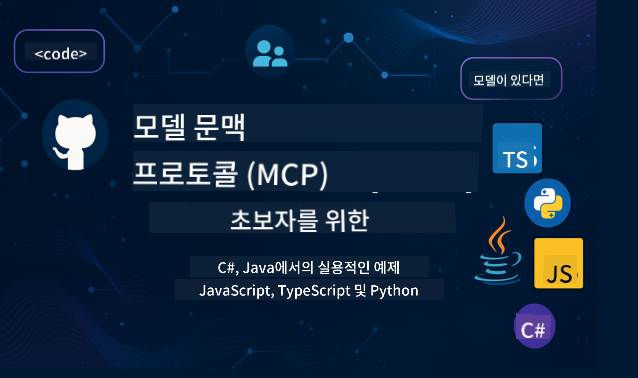 <code>
모델이 있다면
모델 문맥
프로토콜 (MCP)
초보자를 위한
C#, Java에서의 실용적인 예제
JavaScript, TypeScript 및 Python
TS
JS
C#